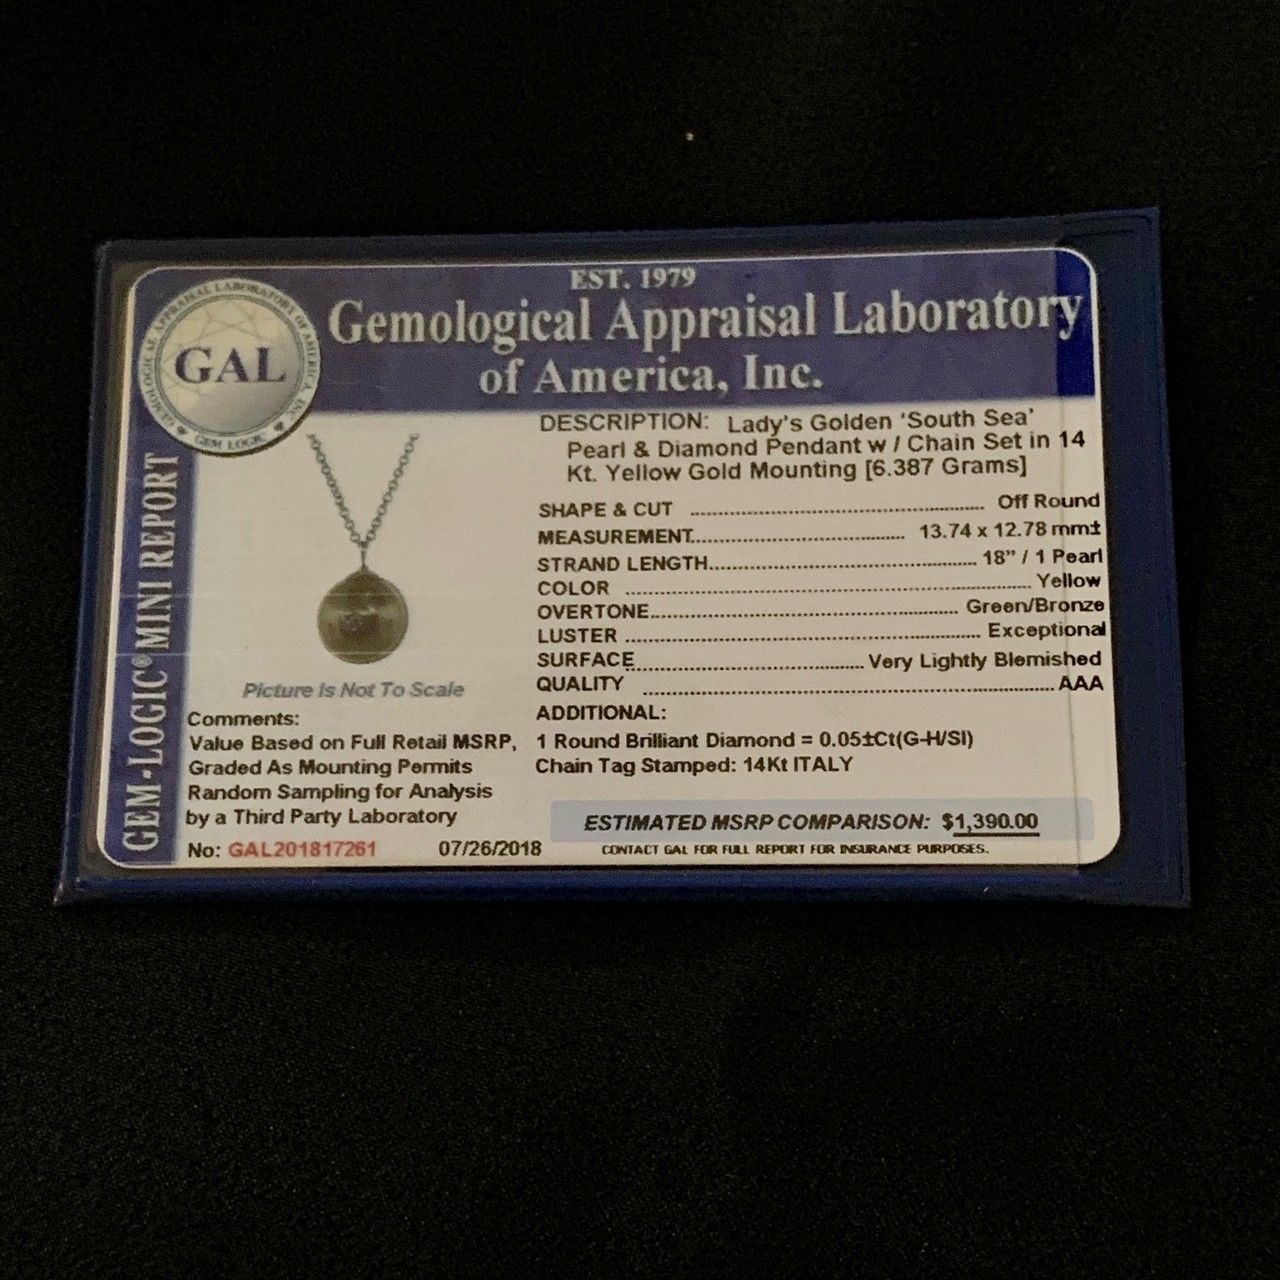 EST. 1979
Gemological Appraisal Laboratory
of America, Inc.
GEMOLOGICAL APPRAISAL LABORATORY OF AMERICA, INC.
GAL
GEM LOGIC
GEM-LOGIC® MINI REPORT
DESCRIPTION: Lady's Golden 'South Sea'
Pearl & Diamond Pendant w / Chain Set in 14
Kt. Yellow Gold Mounting [6.387 Grams]
SHAPE & CUT ........ Off Round
MEASUREMENT........ 13.74 x 12.78 mm±
STRAND LENGTH........ 18" / 1 Pearl
COLOR ........ Yellow
OVERTONE........ Green/Bronze
LUSTER ........ Exceptional
SURFACE........ Very Lightly Blemished
QUALITY ........ AAA
ADDITIONAL:
1 Round Brilliant Diamond = 0.05±Ct(G-H/SI)
Chain Tag Stamped: 14Kt ITALY
ESTIMATED MSRP COMPARISON: $1,390.00
CONTACT GAL FOR FULL REPORT FOR INSURANCE PURPOSES.
Picture Is Not To Scale
Comments:
Value Based on Full Retail MSRP,
Graded As Mounting Permits
Random Sampling for Analysis
by a Third Party Laboratory
No: GAL201817261 07/26/2018